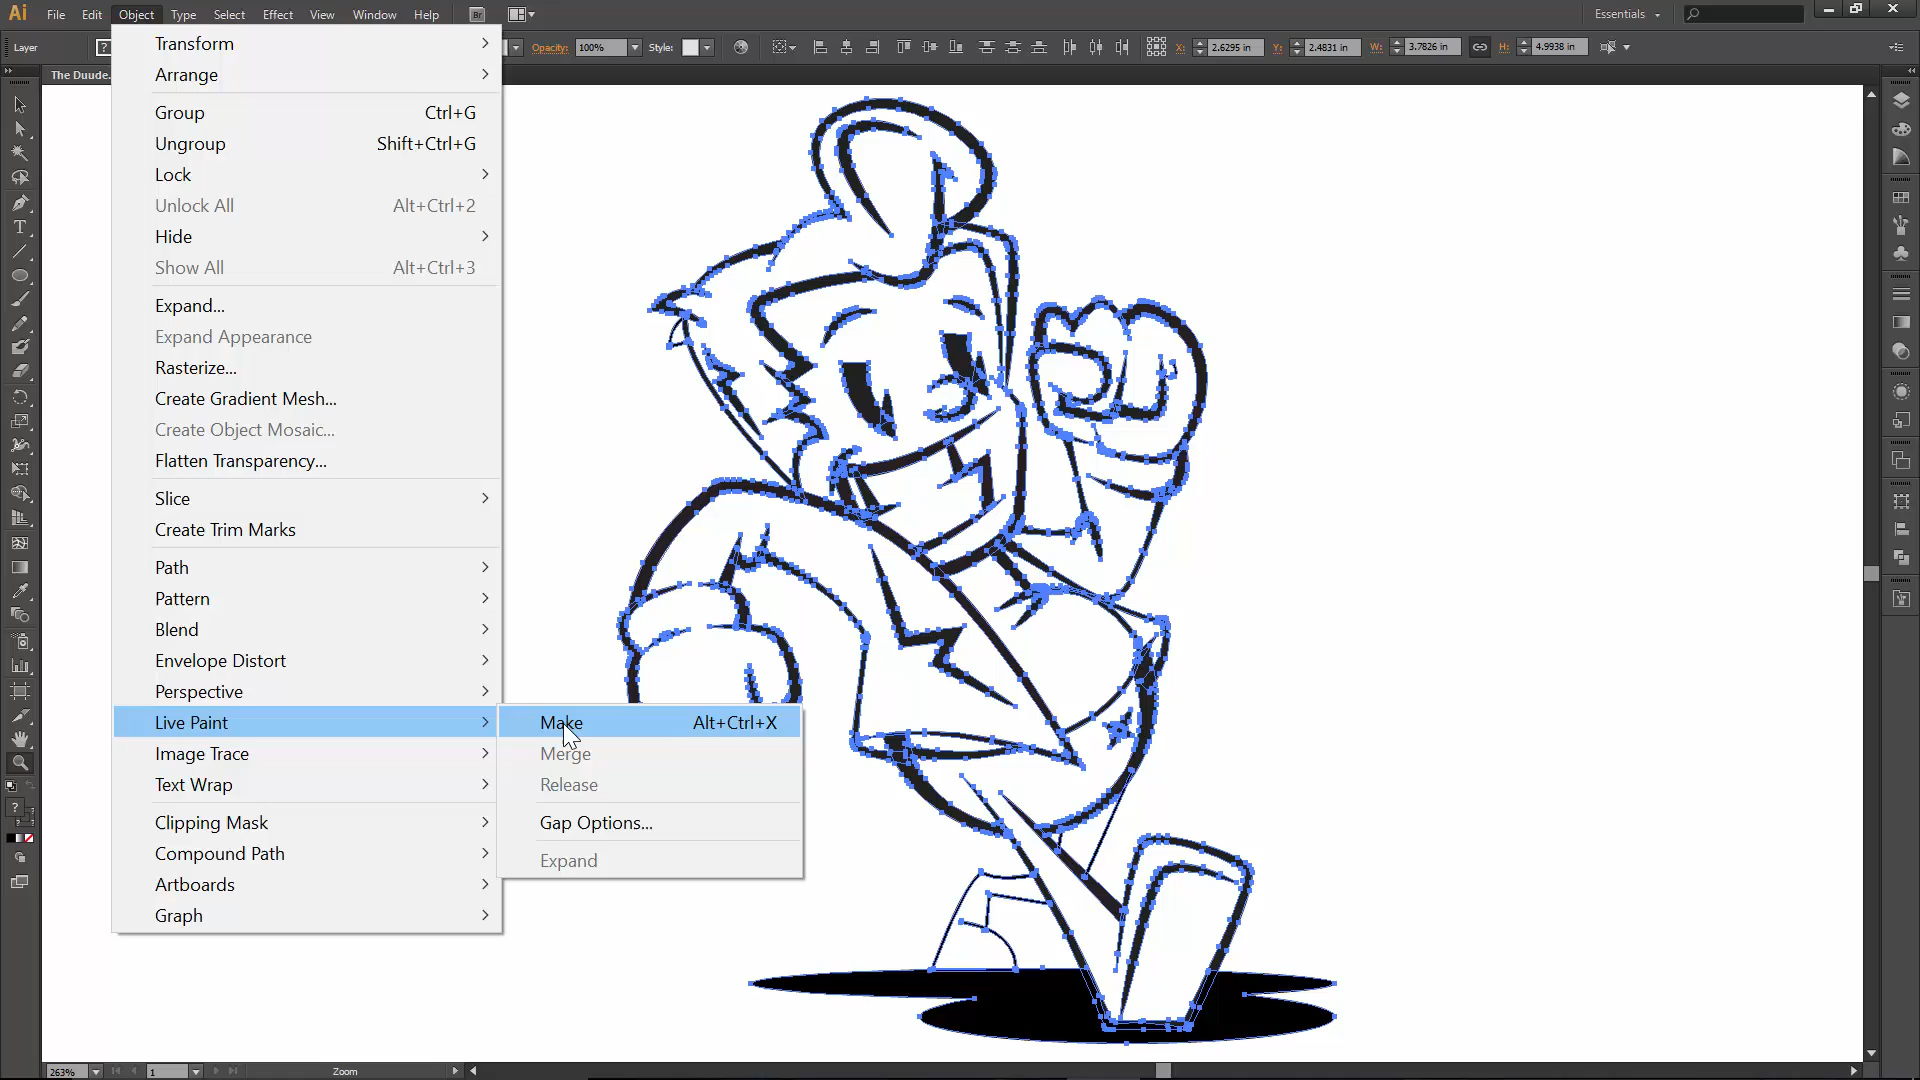 Ai File Edit Object Type Select Effect View Window Help Br Essentials
Layer ? Opacity: 100% Style: X: 2.6295 in Y: 2.4831 in W: 3.7826 in H: 4.9938 in
The Duude.
Transform
Arrange
Group Ctrl+G
Ungroup Shift+Ctrl+G
Lock
Unlock All Alt+Ctrl+2
Hide
Show All Alt+Ctrl+3
Expand...
Expand Appearance
Rasterize...
Create Gradient Mesh...
Create Object Mosaic...
Flatten Transparency...
Slice
Create Trim Marks
Path
Pattern
Blend
Envelope Distort
Perspective
Live Paint
Image Trace
Text Wrap
Clipping Mask
Compound Path
Artboards
Graph
Make Alt+Ctrl+X
Merge
Release
Gap Options...
Expand
263% 1 Zoom